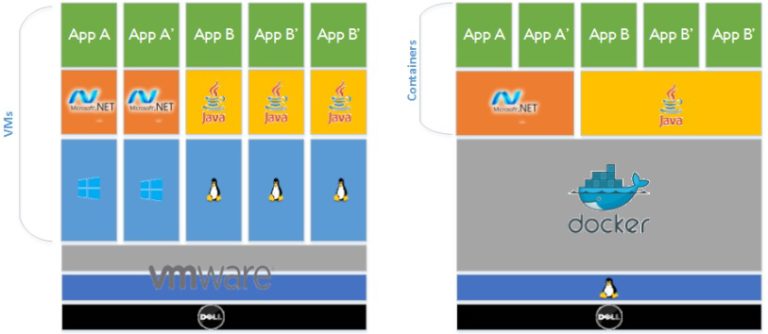 VMs
App A App A' App B App B' App B'
Microsoft .NET Microsoft .NET Java Java Java
vmware
DELL
Containers
App A App A' App B App B' App B'
Microsoft .NET Java
docker
DELL